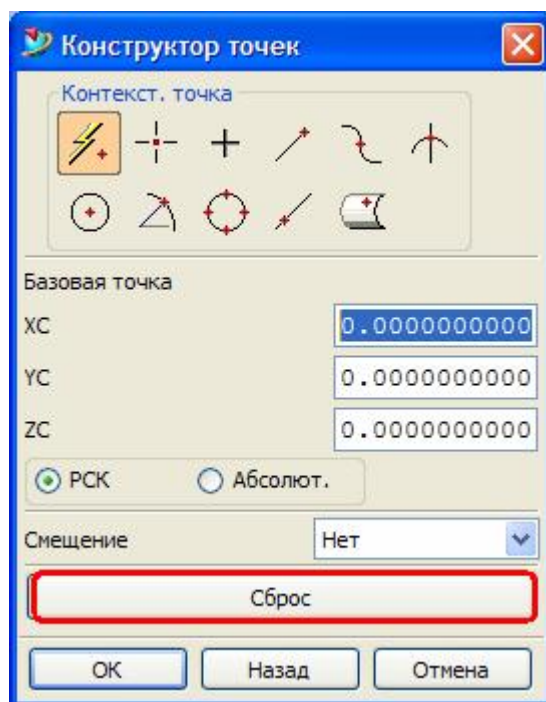 Конструктор точек
Контекст. точка
Базовая точка
XC 0.0000000000
YC 0.0000000000
ZC 0.0000000000
РСК Абсолют.
Смещение Нет
Сброс
ОК Назад Отмена